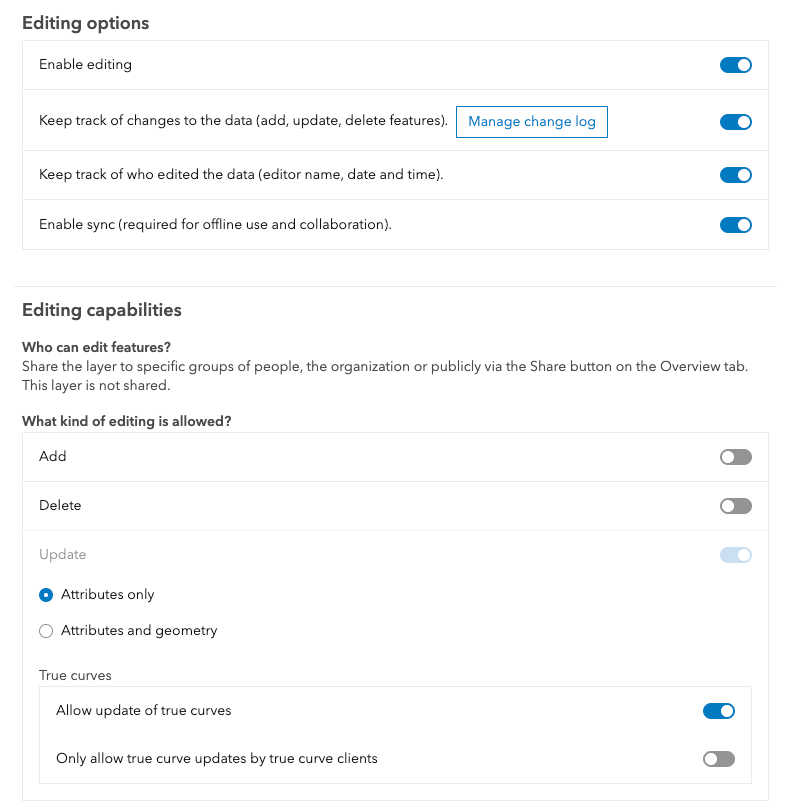 Editing options
Enable editing
Keep track of changes to the data (add, update, delete features). Manage change log
Keep track of who edited the data (editor name, date and time).
Enable sync (required for offline use and collaboration).
Editing capabilities
Who can edit features?
Share the layer to specific groups of people, the organization or publicly via the Share button on the Overview tab.
This layer is not shared.
What kind of editing is allowed?
Add
Delete
Update
Attributes only
Attributes and geometry
True curves
Allow update of true curves
Only allow true curve updates by true curve clients